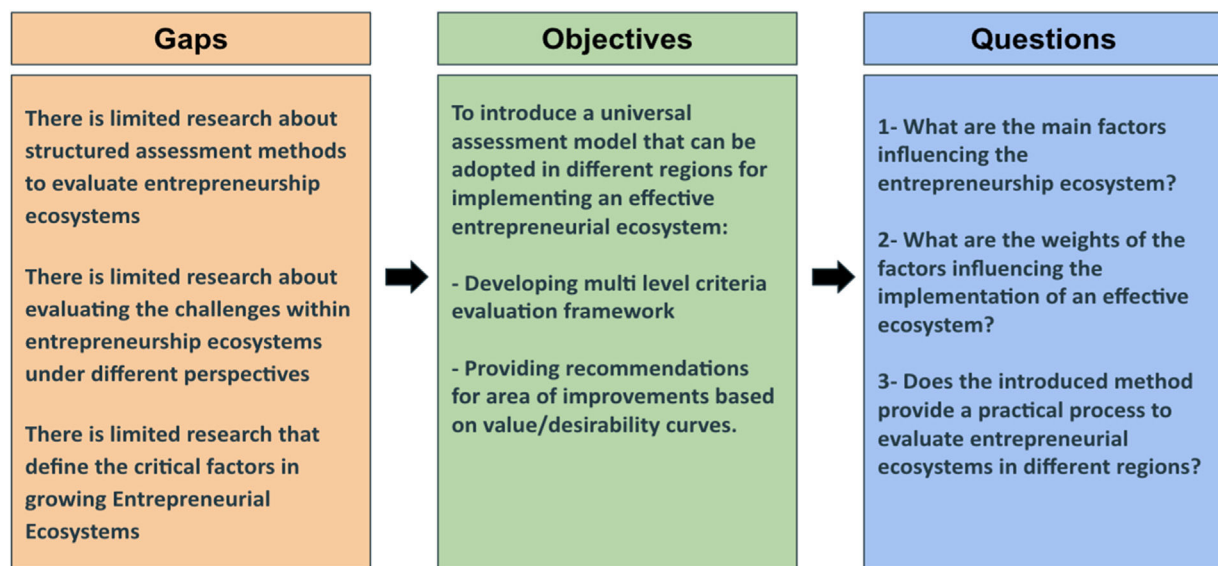 Gaps
There is limited research about
structured assessment methods
to evaluate entrepreneurship
ecosystems
There is limited research about
evaluating the challenges within
entrepreneurship ecosystems
under different perspectives
There is limited research that
define the critical factors in
growing Entrepreneurial
Ecosystems
Objectives
To introduce a universal
assessment model that can be
adopted in different regions for
implementing an effective
entrepreneurial ecosystem:
- Developing multi level criteria
evaluation framework
- Providing recommendations
for area of improvements based
on value/desirability curves.
Questions
1- What are the main factors
influencing the
entrepreneurship ecosystem?
2- What are the weights of the
factors influencing the
implementation of an effective
ecosystem?
3- Does the introduced method
provide a practical process to
evaluate entrepreneurial
ecosystems in different regions?